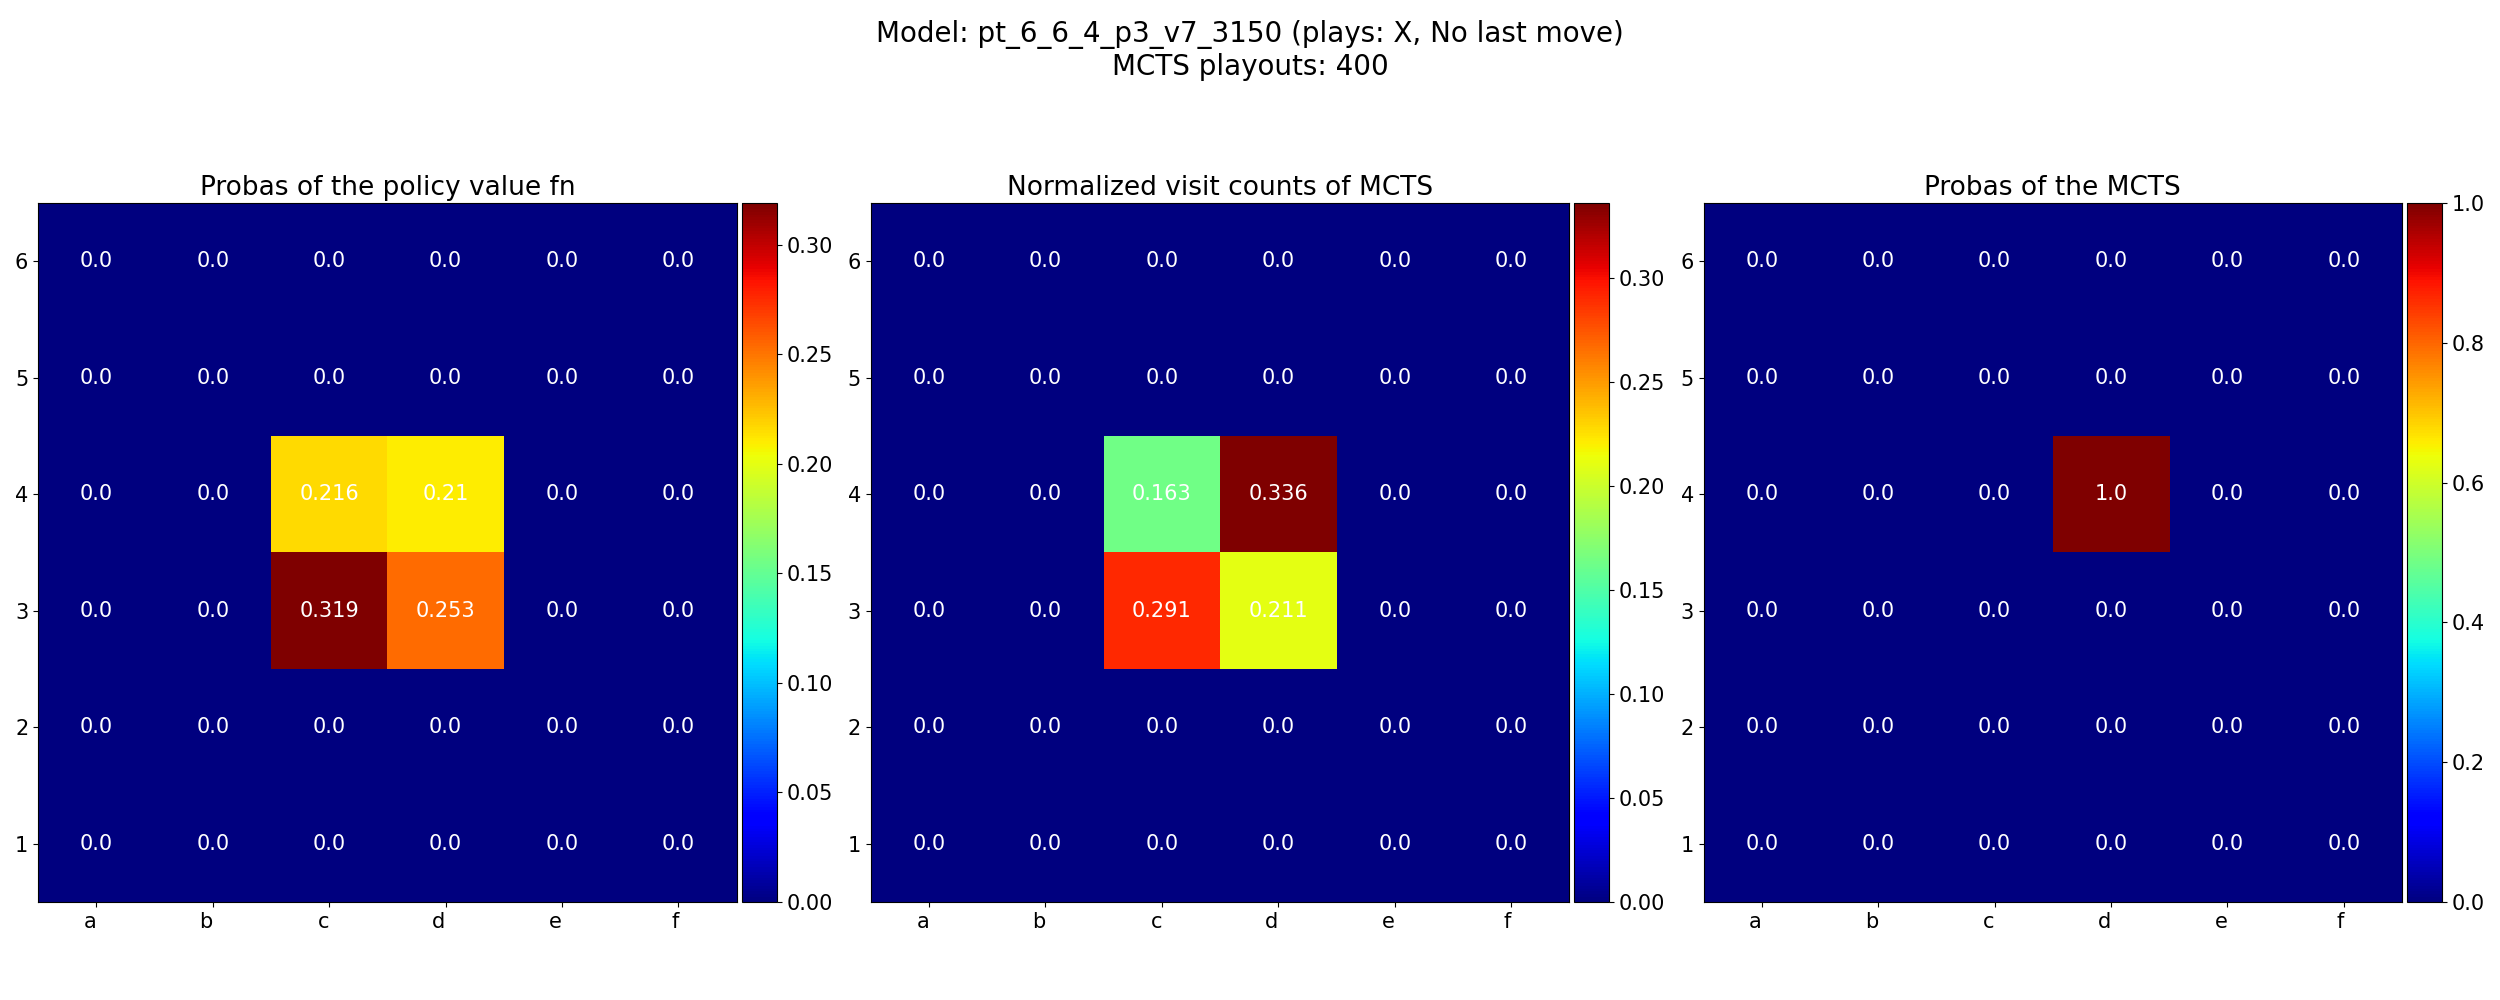 Model: pt_6_6_4_p3_v7_3150 (plays: X, No last move)
MCTS playouts: 400
Probas of the policy value fn
6 0.0 0.0 0.0 0.0 0.0 0.0
5 0.0 0.0 0.0 0.0 0.0 0.0
4 0.0 0.0 0.216 0.21 0.0 0.0
3 0.0 0.0 0.319 0.253 0.0 0.0
2 0.0 0.0 0.0 0.0 0.0 0.0
1 0.0 0.0 0.0 0.0 0.0 0.0
a b c d e f
0.30
0.25
0.20
0.15
0.10
0.05
0.00
Normalized visit counts of MCTS
6 0.0 0.0 0.0 0.0 0.0 0.0
5 0.0 0.0 0.0 0.0 0.0 0.0
4 0.0 0.0 0.163 0.336 0.0 0.0
3 0.0 0.0 0.291 0.211 0.0 0.0
2 0.0 0.0 0.0 0.0 0.0 0.0
1 0.0 0.0 0.0 0.0 0.0 0.0
a b c d e f
0.30
0.25
0.20
0.15
0.10
0.05
0.00
Probas of the MCTS
6 0.0 0.0 0.0 0.0 0.0 0.0
5 0.0 0.0 0.0 0.0 0.0 0.0
4 0.0 0.0 0.0 1.0 0.0 0.0
3 0.0 0.0 0.0 0.0 0.0 0.0
2 0.0 0.0 0.0 0.0 0.0 0.0
1 0.0 0.0 0.0 0.0 0.0 0.0
a b c d e f
1.0
0.8
0.6
0.4
0.2
0.0